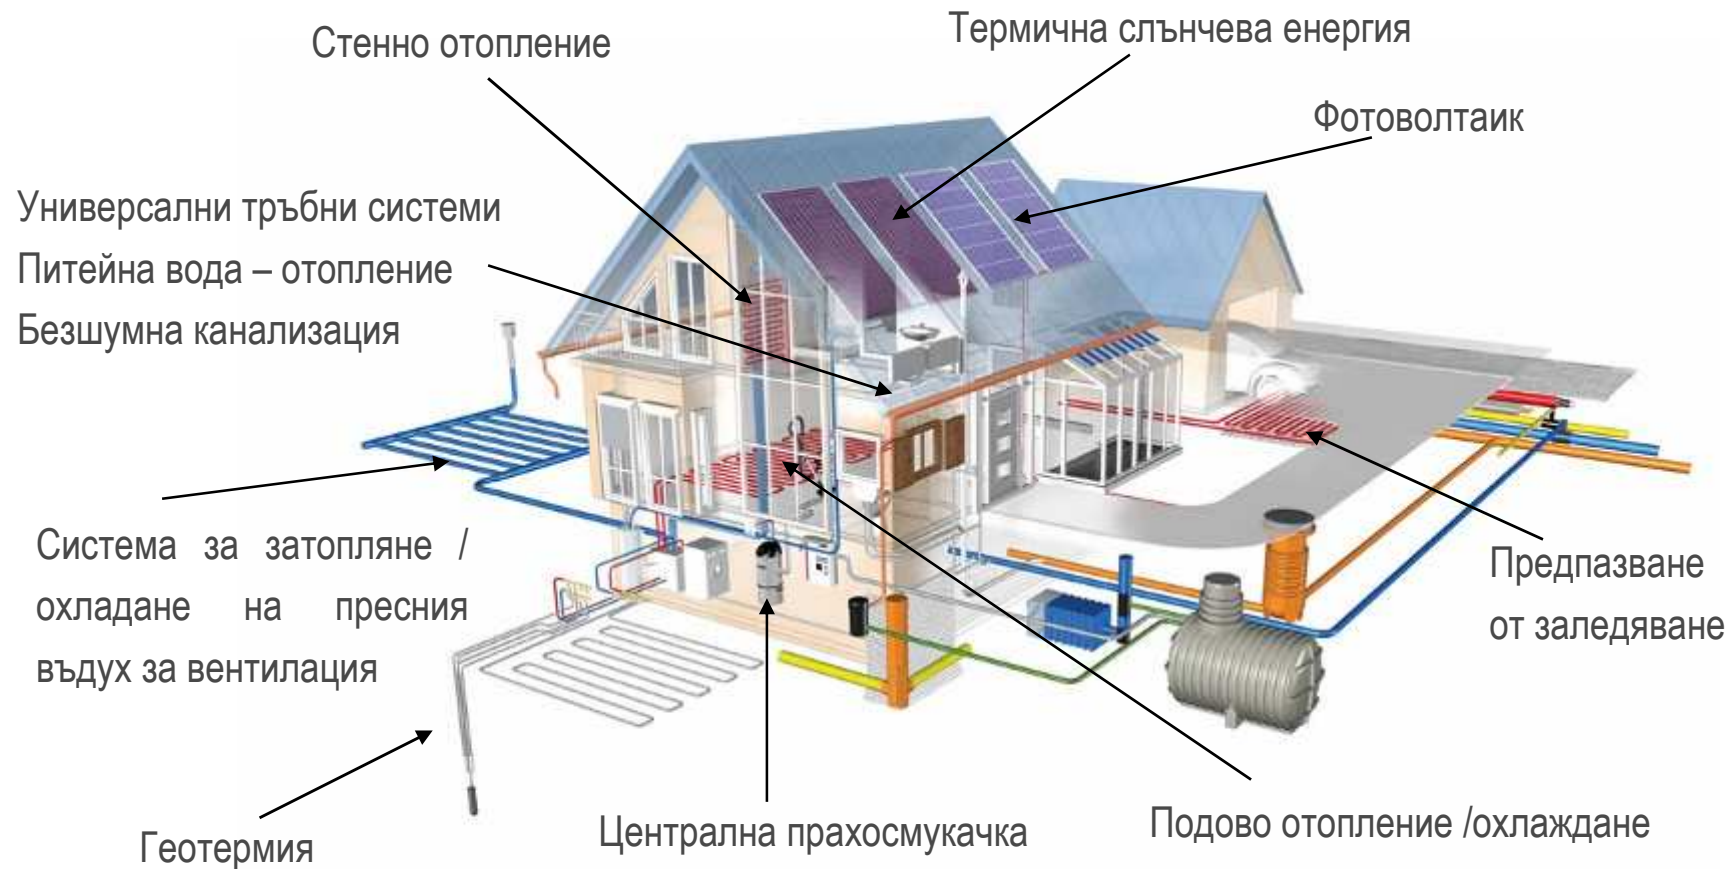 Стенно отопление
Термична слънчева енергия
Фотоволтаик
Универсални тръбни системи
Питейна вода – отопление
Безшумна канализация
Система за затопляне /
охладане на пресния
въдух за вентилация
Предпазване
от заледяване
Геотермия
Централна прахосмукачка
Подово отопление /охлаждане